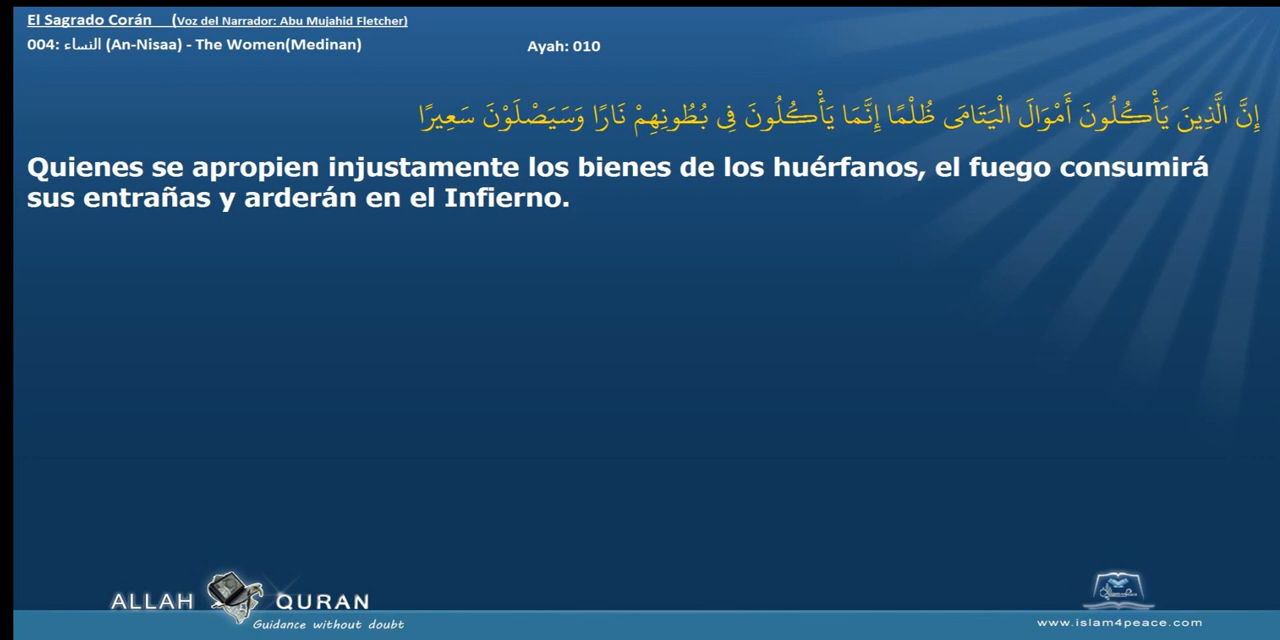 El Sagrado Corán (Voz del Narrador: Abu Mujahid Fletcher)
004: النساء (An-Nisaa) - The Women(Medinan) Ayah: 010
إِنَّ الَّذِينَ يَأْكُلُونَ أَمْوَالَ الْيَتَامَى ظُلْمًا إِنَّمَا يَأْكُلُونَ فِي بُطُونِهِمْ نَارًا وَسَيَصْلَوْنَ سَعِيرًا
Quienes se apropien injustamente los bienes de los huérfanos, el fuego consumirá
sus entrañas y arderán en el Infierno.
ALLAH QURAN
Guidance without doubt
www.islam4peace.com